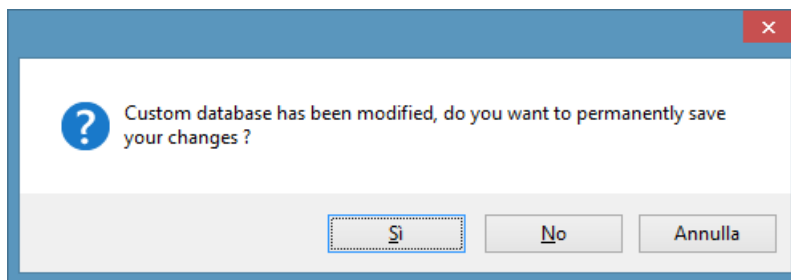 Custom database has been modified, do you want to permanently save
your changes ?
Sì No Annulla